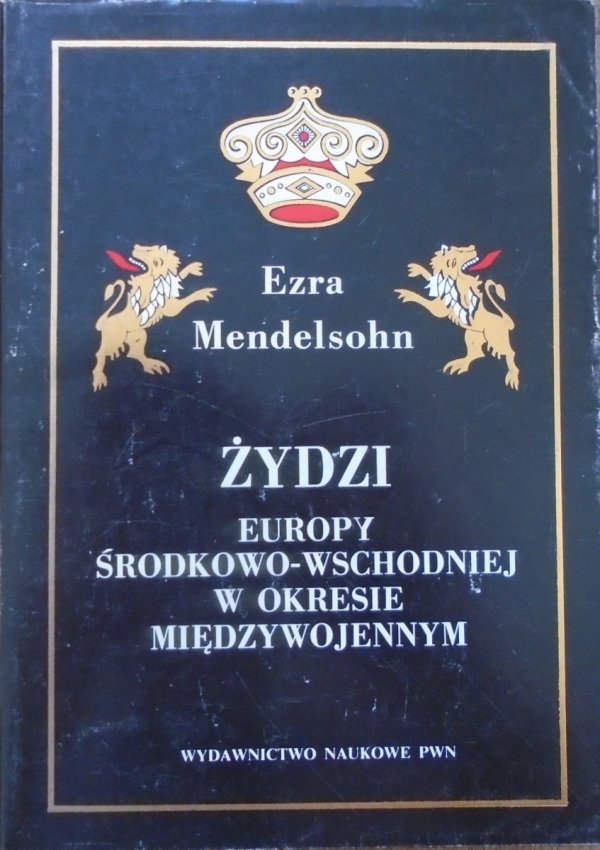 Ezra
Mendelsohn
ŻYDZI
EUROPY
ŚRODKOWO-WSCHODNIEJ
W OKRESIE
MIĘDZYWOJENNYM
WYDAWNICTWO NAUKOWE PWN